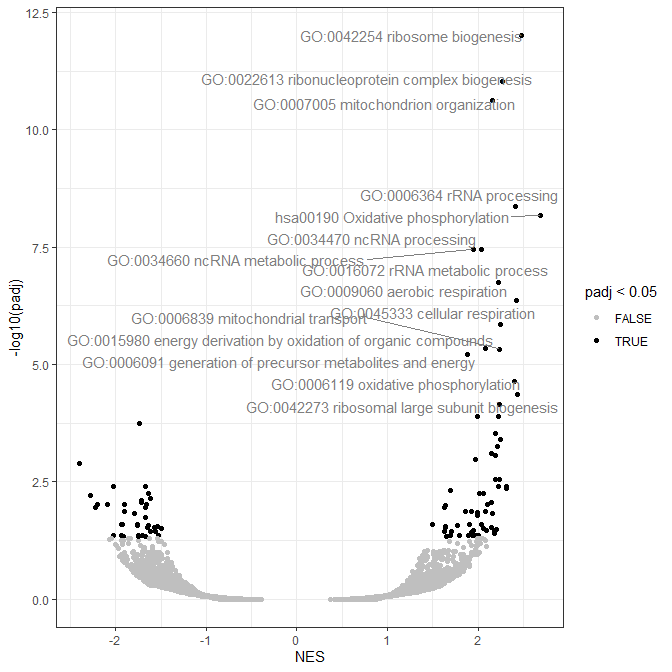 12.5
10.0
7.5
5.0
2.5
0.0
-log10(padj)
GO:0042254 ribosome biogenesis
GO:0022613 ribonucleoprotein complex biogenesis
GO:0007005 mitochondrion organization
GO:0006364 rRNA processing
hsa00190 Oxidative phosphorylation
GO:0034470 ncRNA processing
GO:0034660 ncRNA metabolic process
GO:0016072 rRNA metabolic process
GO:0009060 aerobic respiration
GO:0045333 cellular respiration
GO:0006839 mitochondrial transport
GO:0015980 energy derivation by oxidation of organic compounds
GO:0006091 generation of precursor metabolites and energy
GO:0006119 oxidative phosphorylation
GO:0042273 ribosomal large subunit biogenesis
-2 -1 0 1 2
NES
padj < 0.05
FALSE
TRUE